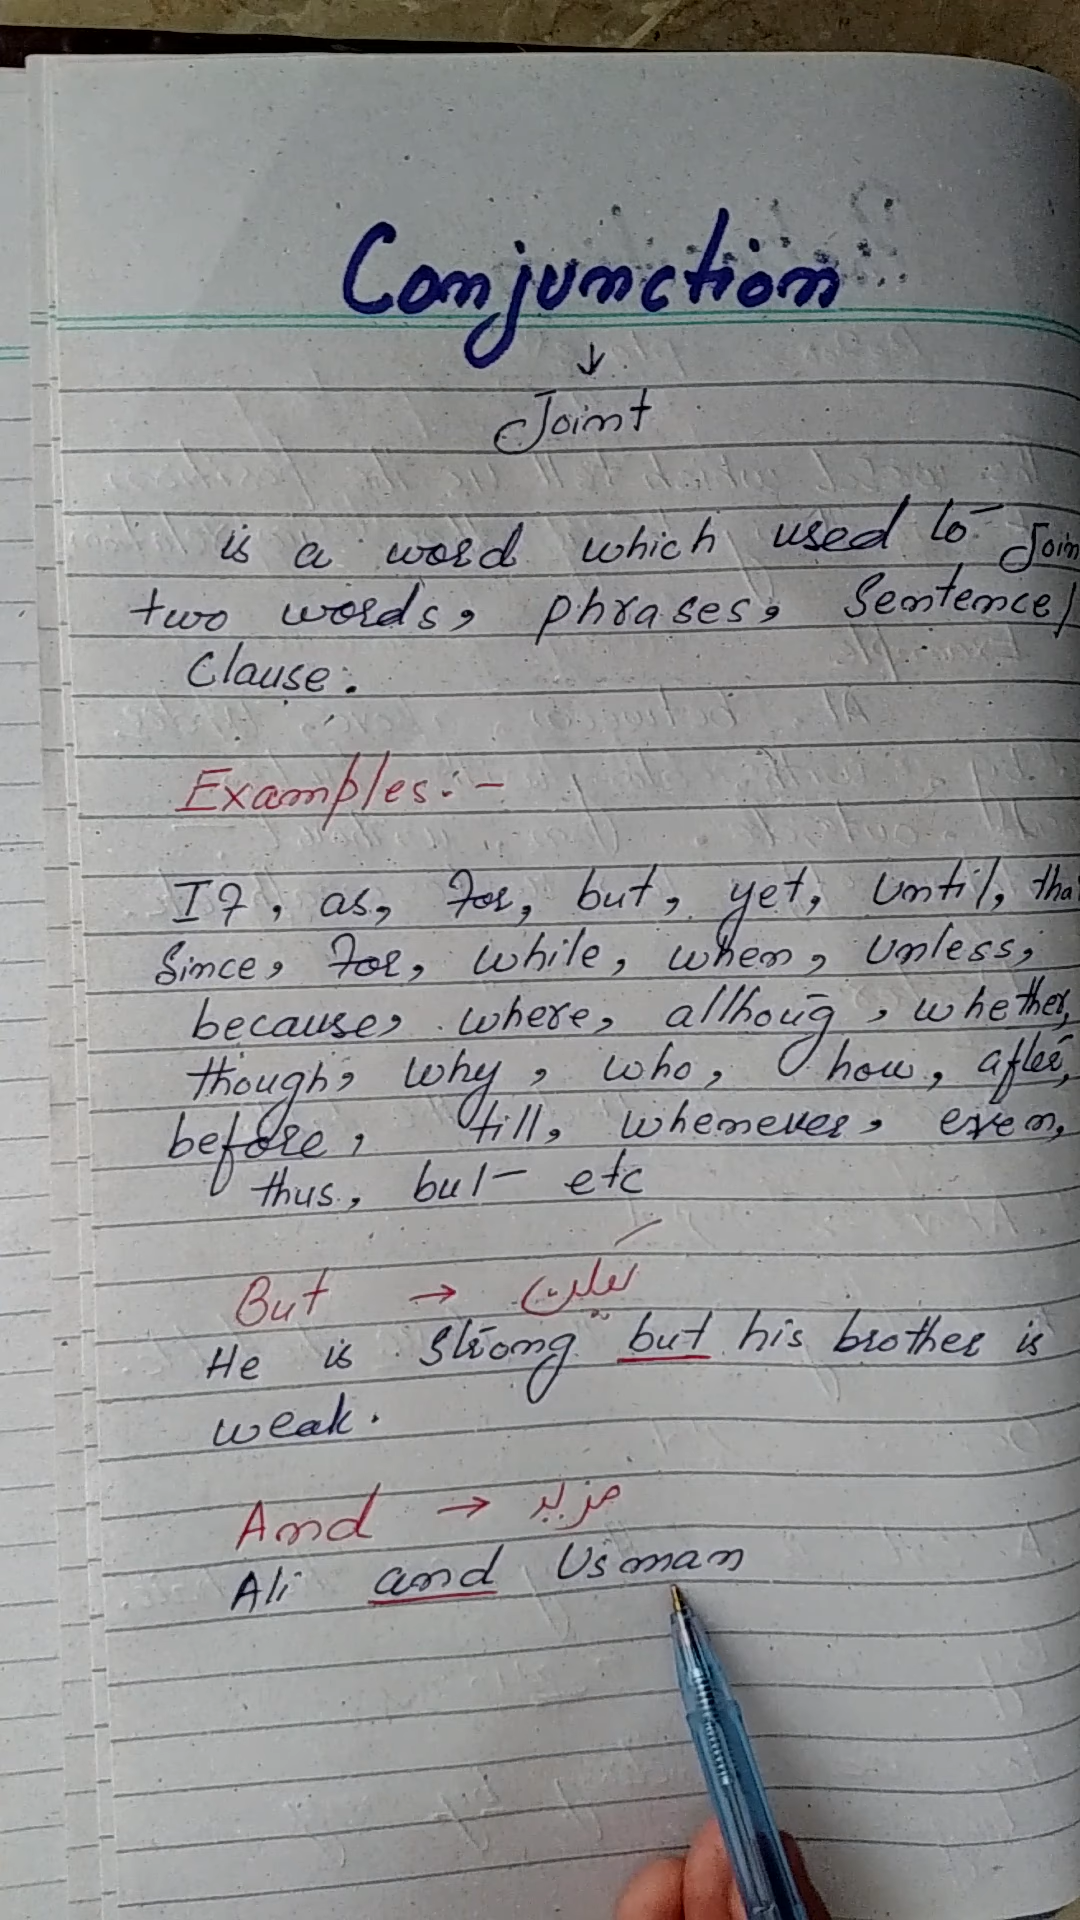 Conjunction
↓
Joint
is a word which used to Join
two words, phrases, Sentence/
Clause.
Examples:-
If, as, For, but, yet, Until, tha
Since, For, while, when, Unless,
because, where, althoug, whether,
though, why, who, how, after,
before, till, whenever, even,
thus, but etc
But → لیکن
He is strong but his brother is
weak.
And → مزید
Ali and Usman